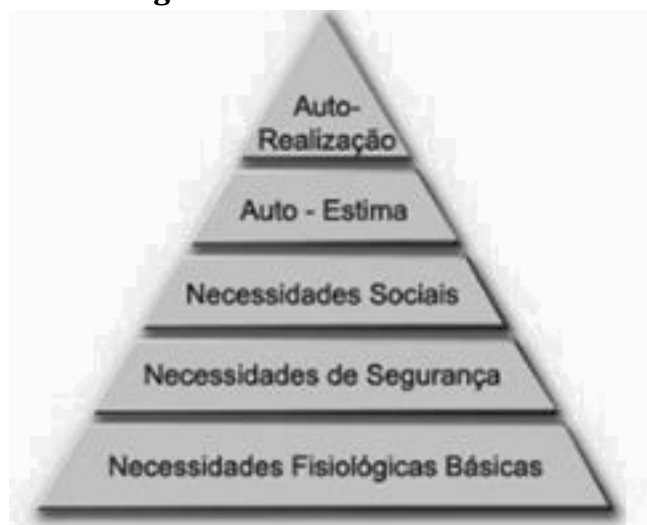 Auto-
Realização
Auto - Estima
Necessidades Sociais
Necessidades de Segurança
Necessidades Fisiológicas Básicas